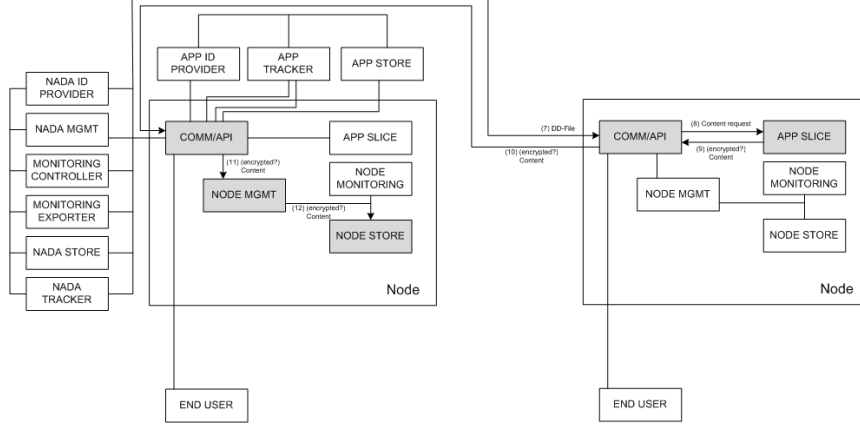 APP ID
PROVIDER
APP
TRACKER
APP STORE
NADA ID
PROVIDER
NADA MGMT
MONITORING
CONTROLLER
MONITORING
EXPORTER
NADA STORE
NADA
TRACKER
COMM/API
APP SLICE
(11) (encrypted?)
Content
NODE
MONITORING
NODE MGMT
(12) (encrypted?)
Content
NODE STORE
Node
END USER
(7) DD-File
(10) (encrypted?)
Content
COMM/API
(8) Content request
APP SLICE
(9) (encrypted?)
Content
NODE
MONITORING
NODE MGMT
NODE STORE
Node
END USER